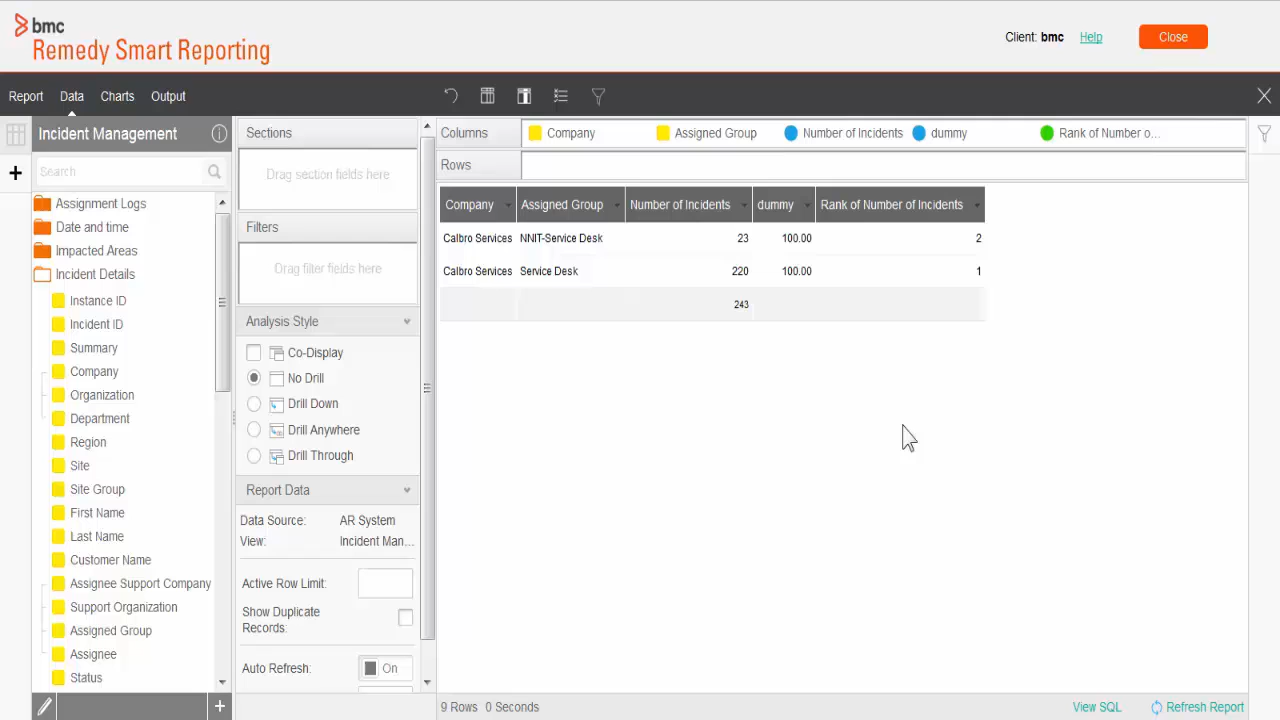 bmc
Remedy Smart Reporting
Client: bmc Help Close
Report Data Charts Output
Incident Management
Search
Assignment Logs
Date and time
Impacted Areas
Incident Details
Instance ID
Incident ID
Summary
Company
Organization
Department
Region
Site
Site Group
First Name
Last Name
Customer Name
Assignee Support Company
Support Organization
Assigned Group
Assignee
Status
Sections
Drag section fields here
Filters
Drag filter fields here
Analysis Style
Co-Display
No Drill
Drill Down
Drill Anywhere
Drill Through
Report Data
Data Source: AR System
View: Incident Man...
Active Row Limit:
Show Duplicate
Records:
Auto Refresh: On
Columns Company Assigned Group Number of Incidents dummy Rank of Number o...
Rows
Company Assigned Group Number of Incidents dummy Rank of Number of Incidents
Calbro Services NNIT-Service Desk 23 100.00 2
Calbro Services Service Desk 220 100.00 1
243
9 Rows 0 Seconds View SQL Refresh Report